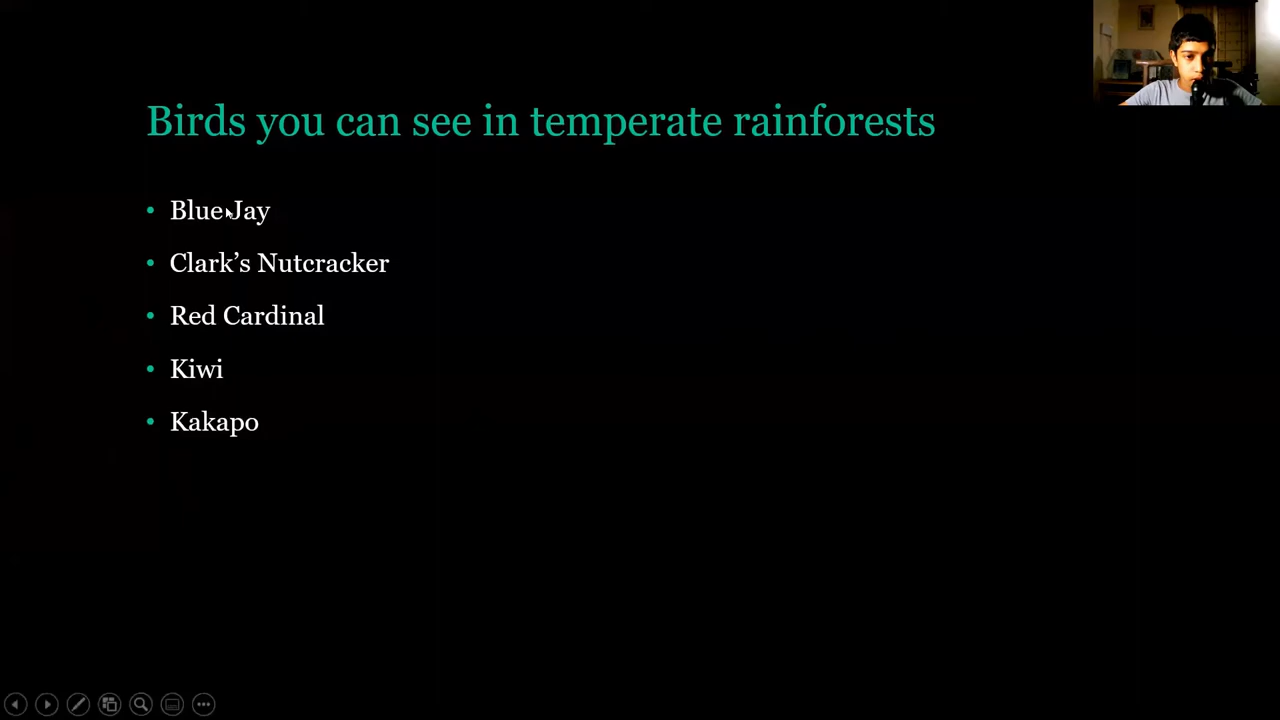 Birds you can see in temperate rainforests
• Blue Jay
• Clark’s Nutcracker
• Red Cardinal
• Kiwi
• Kakapo